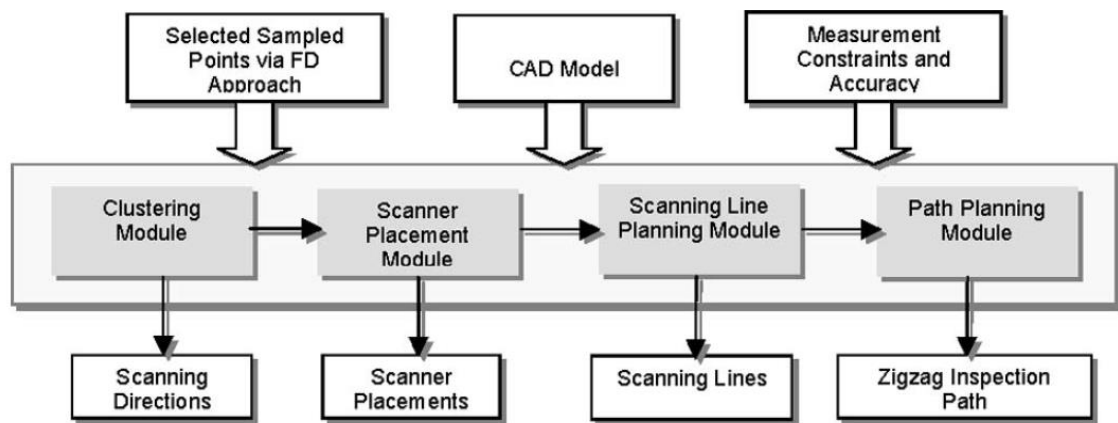 Selected Sampled
Points via FD
Approach
CAD Model
Measurement
Constraints and
Accuracy
Clustering
Module
Scanner
Placement
Module
Scanning Line
Planning Module
Path Planning
Module
Scanning
Directions
Scanner
Placements
Scanning Lines
Zigzag Inspection
Path